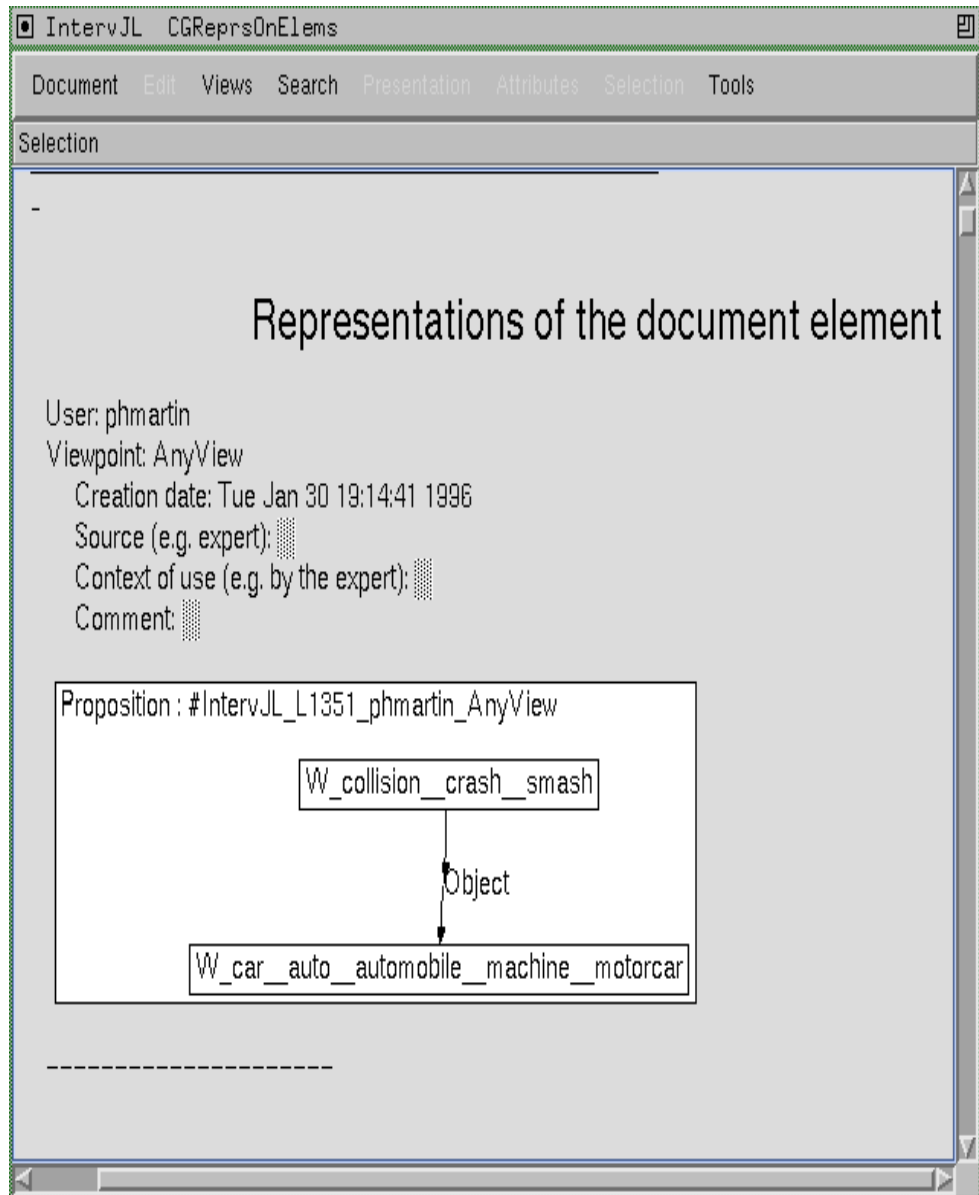 IntervJL CGReprsOnElems
Document Edit Views Search Presentation Attributes Selection Tools
Selection
-
Representations of the document element
User: phmartin
Viewpoint: AnyView
Creation date: Tue Jan 30 19:14:41 1996
Source (e.g. expert):
Context of use (e.g. by the expert):
Comment:
Proposition : #IntervJL_L1351_phmartin_AnyView
W_collision__crash__smash
Object
W_car__auto__automobile__machine__motorcar
----------------------